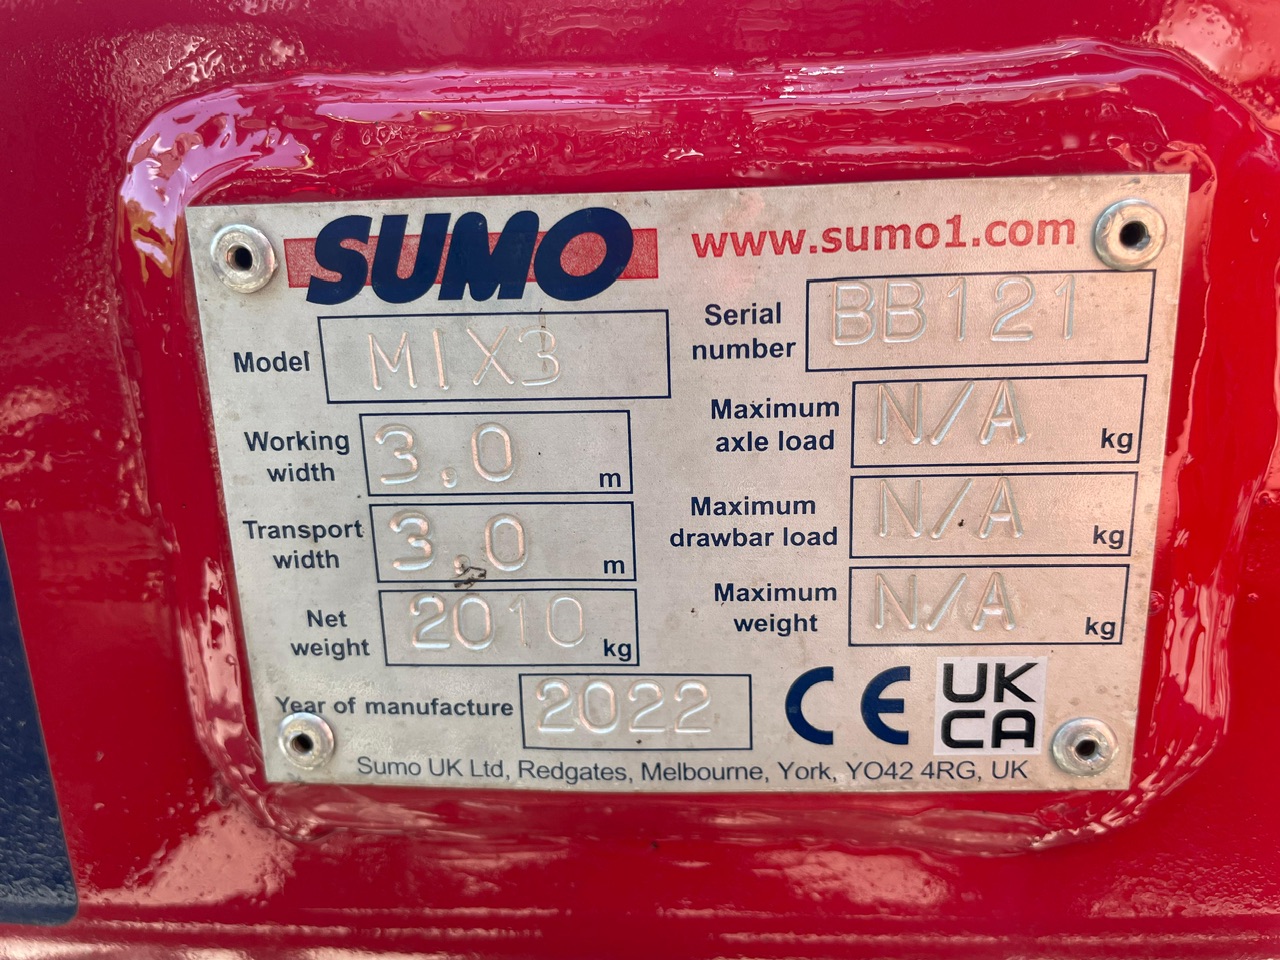 SUMO www.sumo1.com
Model MIX3
Serial number BB121
Working width 3.0 m
Maximum axle load N/A kg
Transport width 3.0 m
Maximum drawbar load N/A kg
Net weight 2010 kg
Maximum weight N/A kg
Year of manufacture 2022
CE UK CA
Sumo UK Ltd, Redgates, Melbourne, York, YO42 4RG, UK